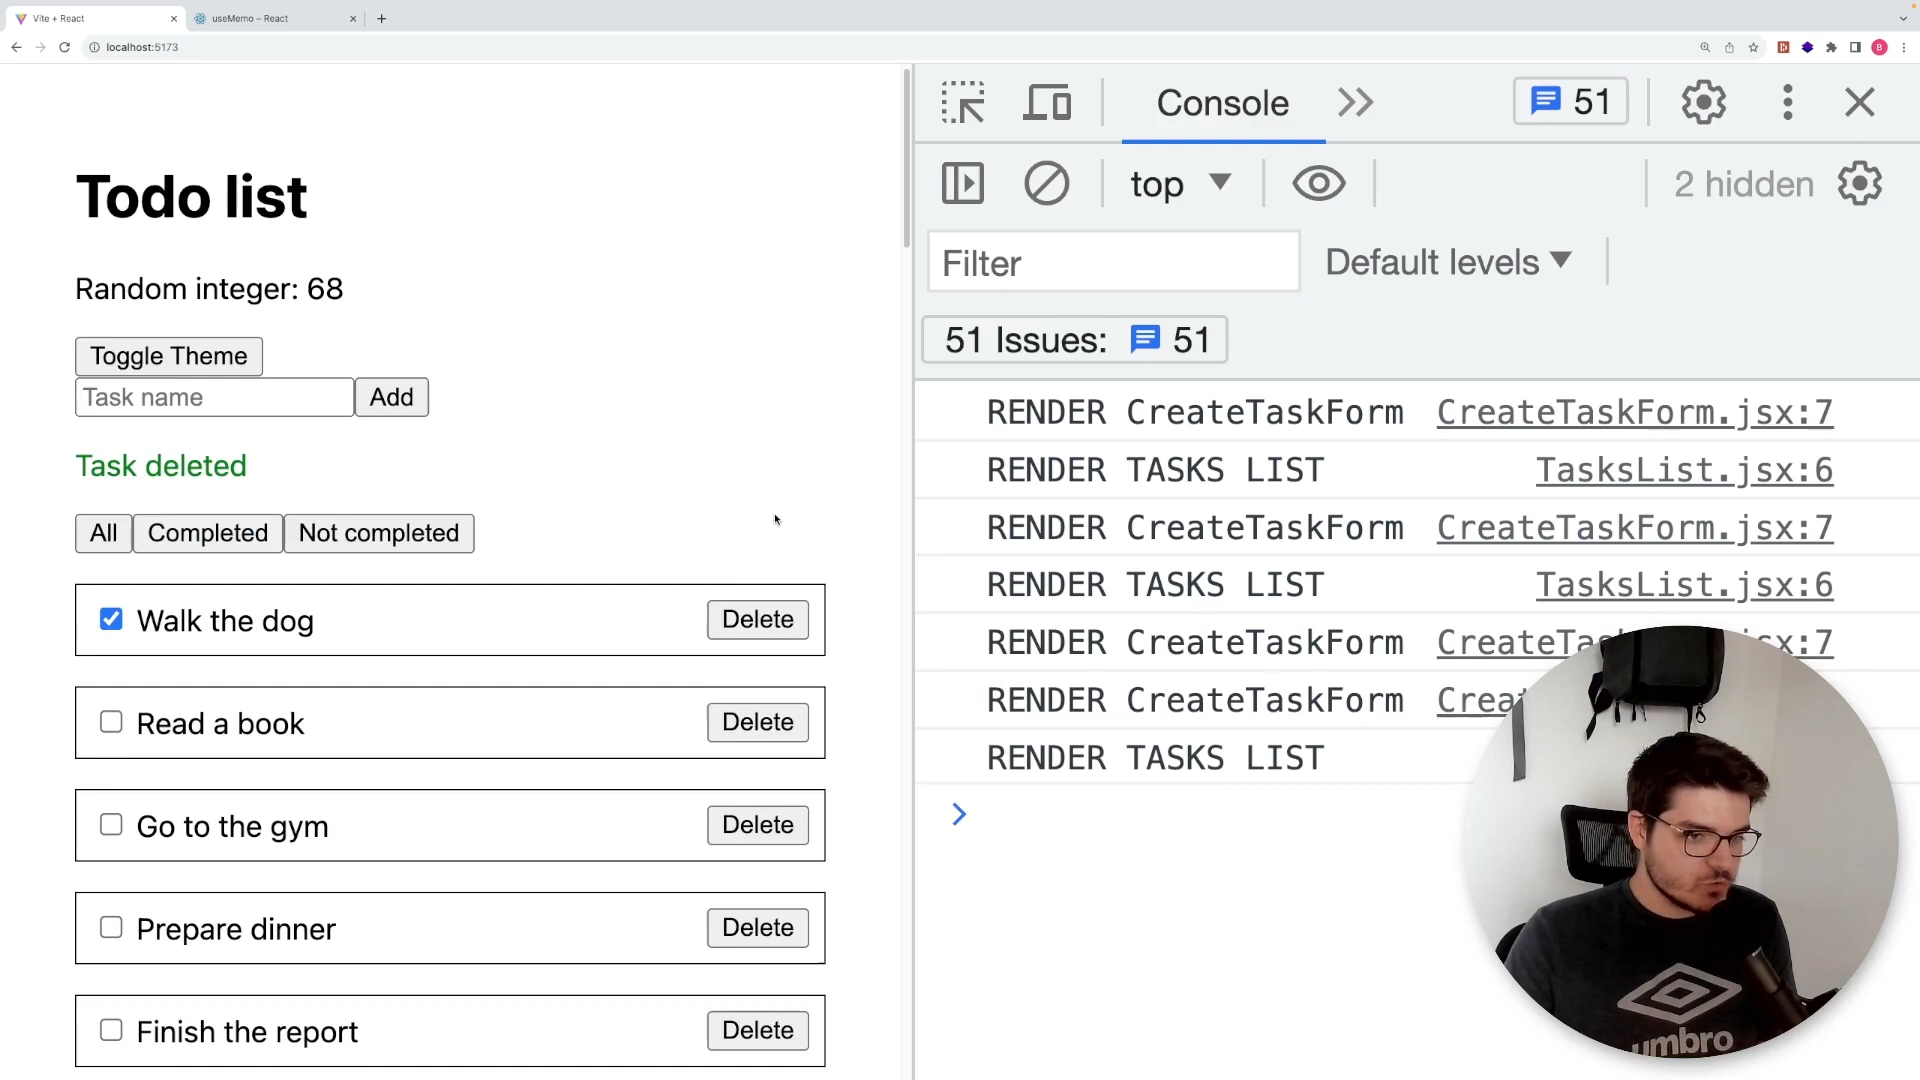 Vite + React
useMemo – React
localhost:5173
B
Todo list
Random integer: 68
Toggle Theme
Task name
Add
Task deleted
All
Completed
Not completed
Walk the dog
Delete
Read a book
Delete
Go to the gym
Delete
Prepare dinner
Delete
Finish the report
Delete
Console
51
top
2 hidden
Filter
Default levels
51 Issues:
51
RENDER CreateTaskForm CreateTaskForm.jsx:7
RENDER TASKS LIST TasksList.jsx:6
RENDER CreateTaskForm CreateTaskForm.jsx:7
RENDER TASKS LIST TasksList.jsx:6
RENDER CreateTaskForm CreateTa sx:7
RENDER CreateTaskForm Crea
RENDER TASKS LIST
umbro